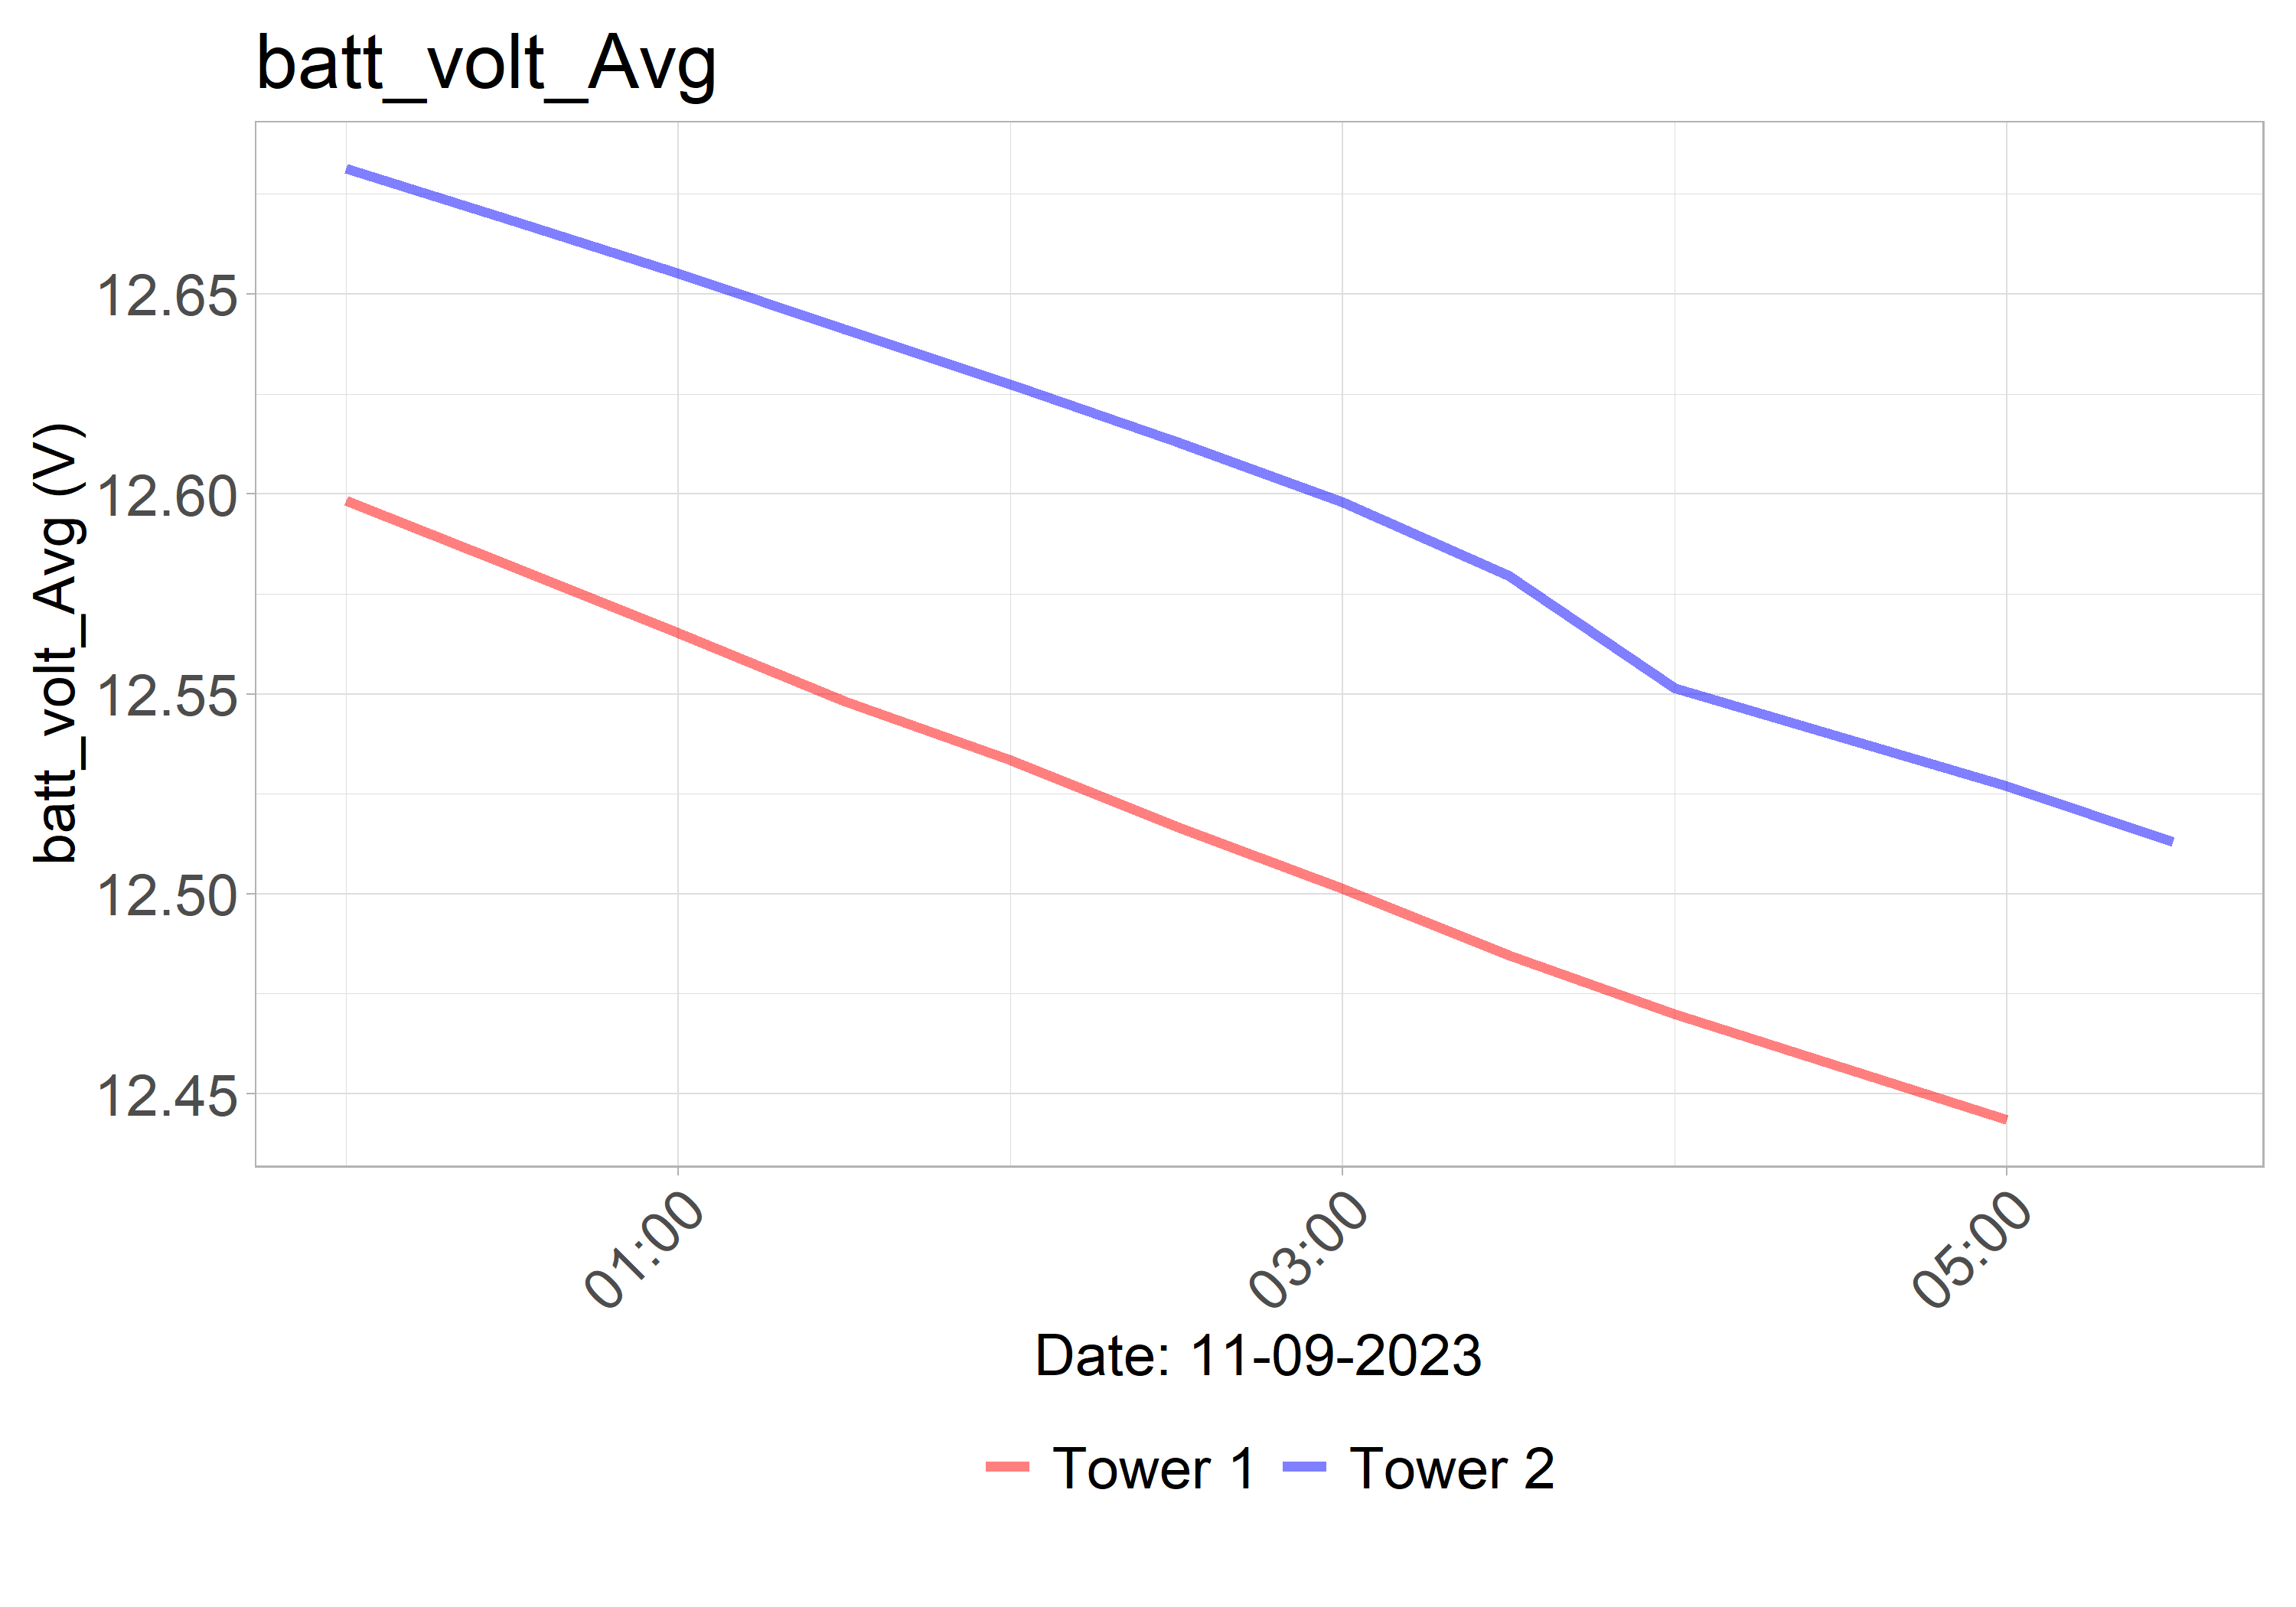 batt_volt_Avg
batt_volt_Avg (V)
12.65
12.60
12.55
12.50
12.45
01:00
03:00
05:00
Date: 11-09-2023
Tower 1
Tower 2